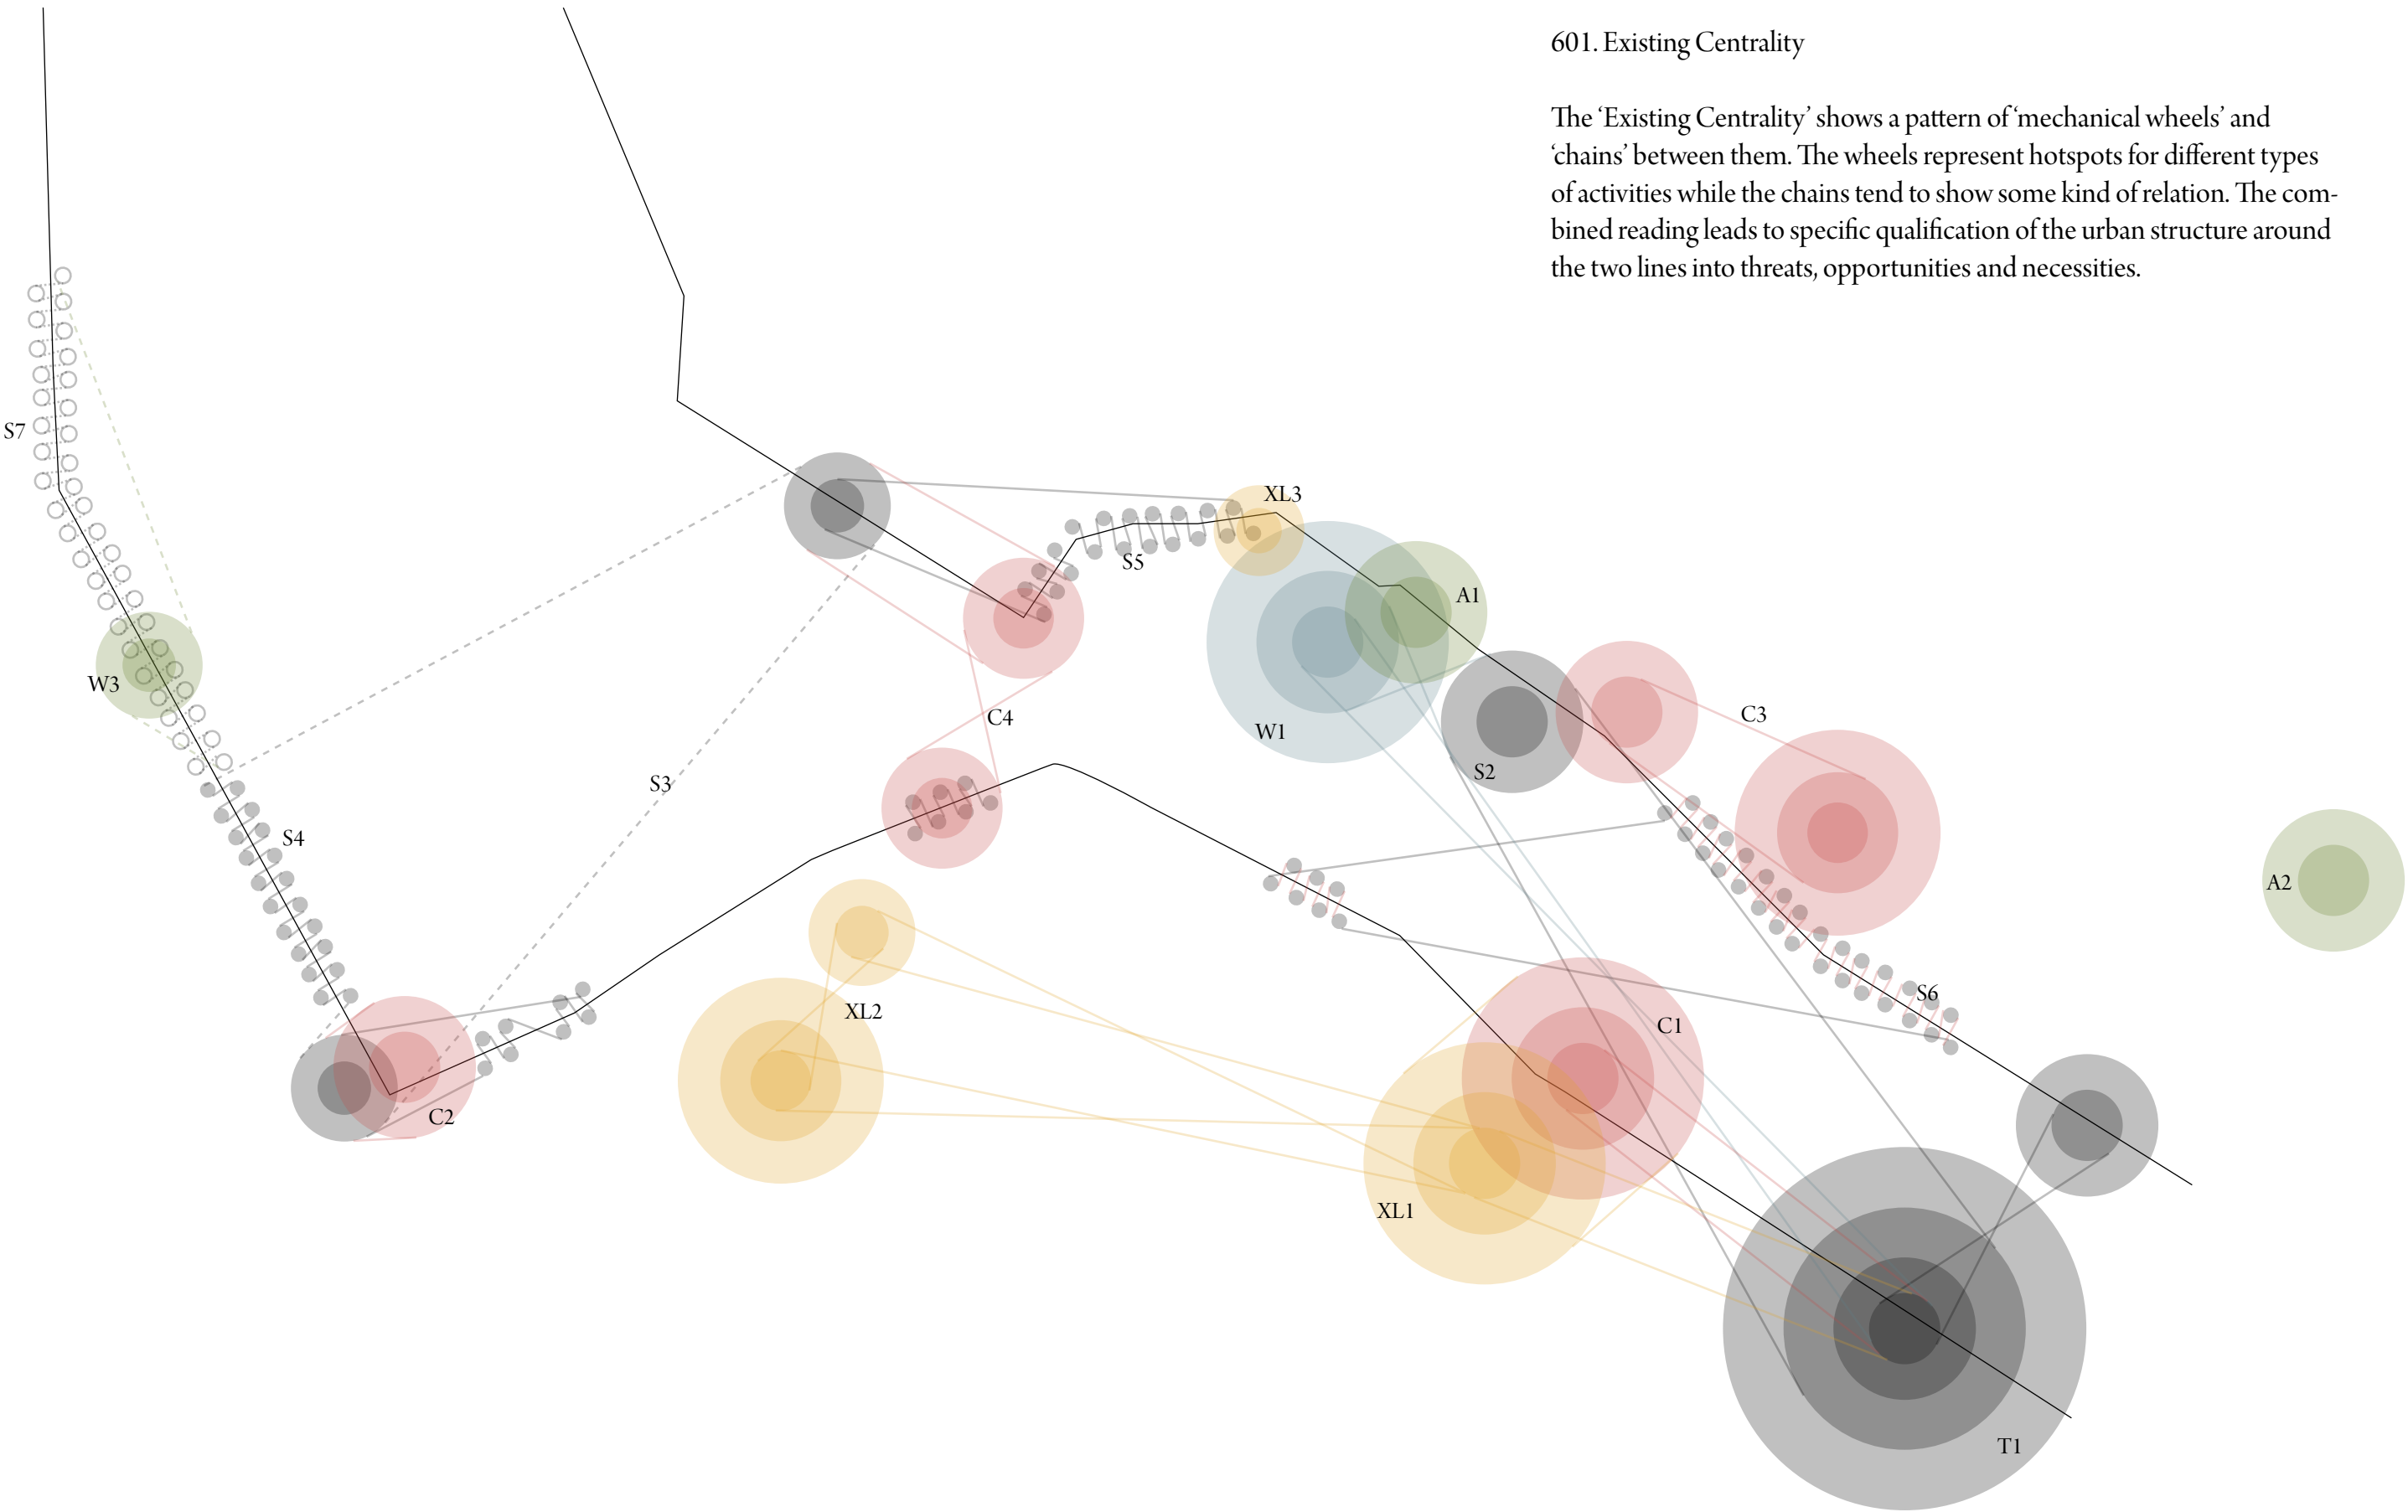 601. Existing Centrality
The ‘Existing Centrality’ shows a pattern of ‘mechanical wheels’ and
‘chains’ between them. The wheels represent hotspots for different types
of activities while the chains tend to show some kind of relation. The com-
bined reading leads to specific qualification of the urban structure around
the two lines into threats, opportunities and necessities.
S7
XL3
S5
A1
W3
C4
W1
C3
S2
S3
S4
A2
XL2
S6
C1
C2
XL1
T1